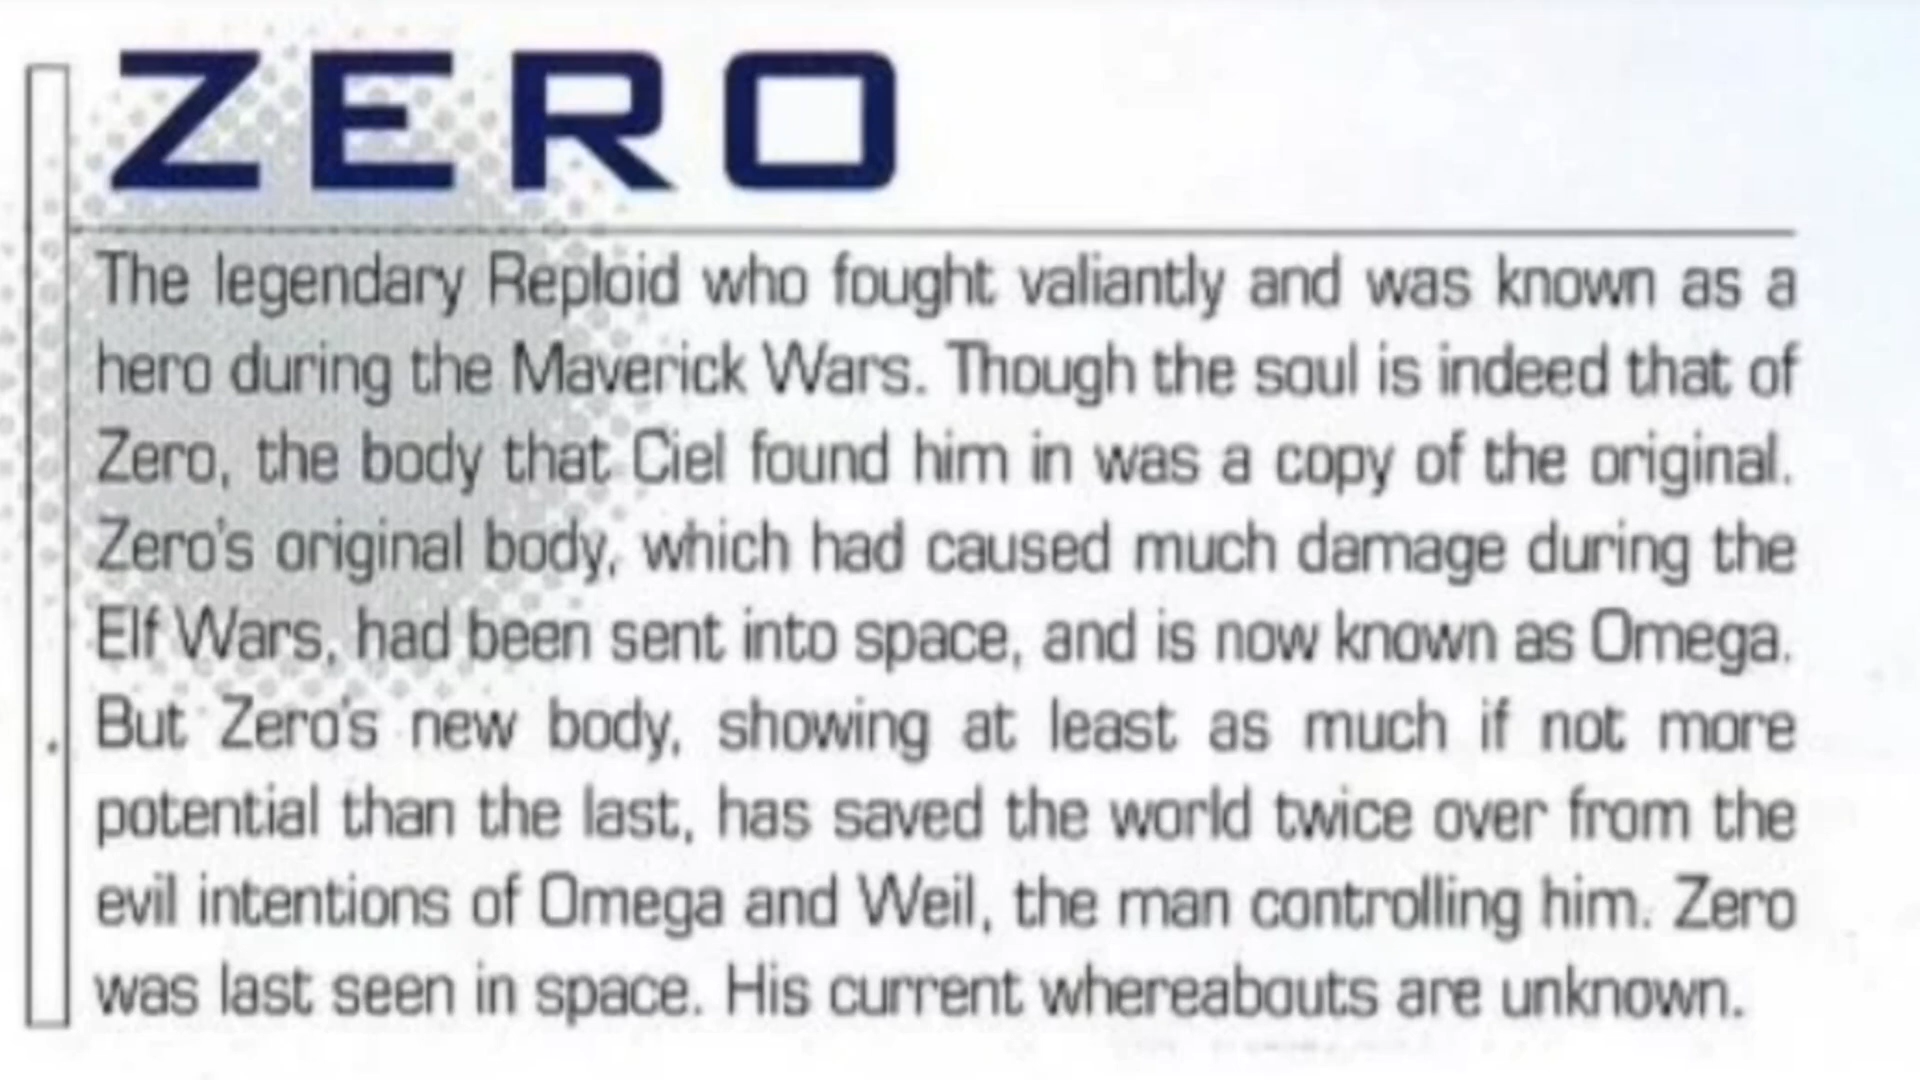 ZERO
The legendary Reploid who fought valiantly and was known as a
hero during the Maverick Wars. Though the soul is indeed that of
Zero, the body that Ciel found him in was a copy of the original.
Zero's original body, which had caused much damage during the
Elf Wars, had been sent into space, and is now known as Omega.
But Zero's new body, showing at least as much if not more
potential than the last, has saved the world twice over from the
evil intentions of Omega and Weil, the man controlling him. Zero
was last seen in space. His current whereabouts are unknown.